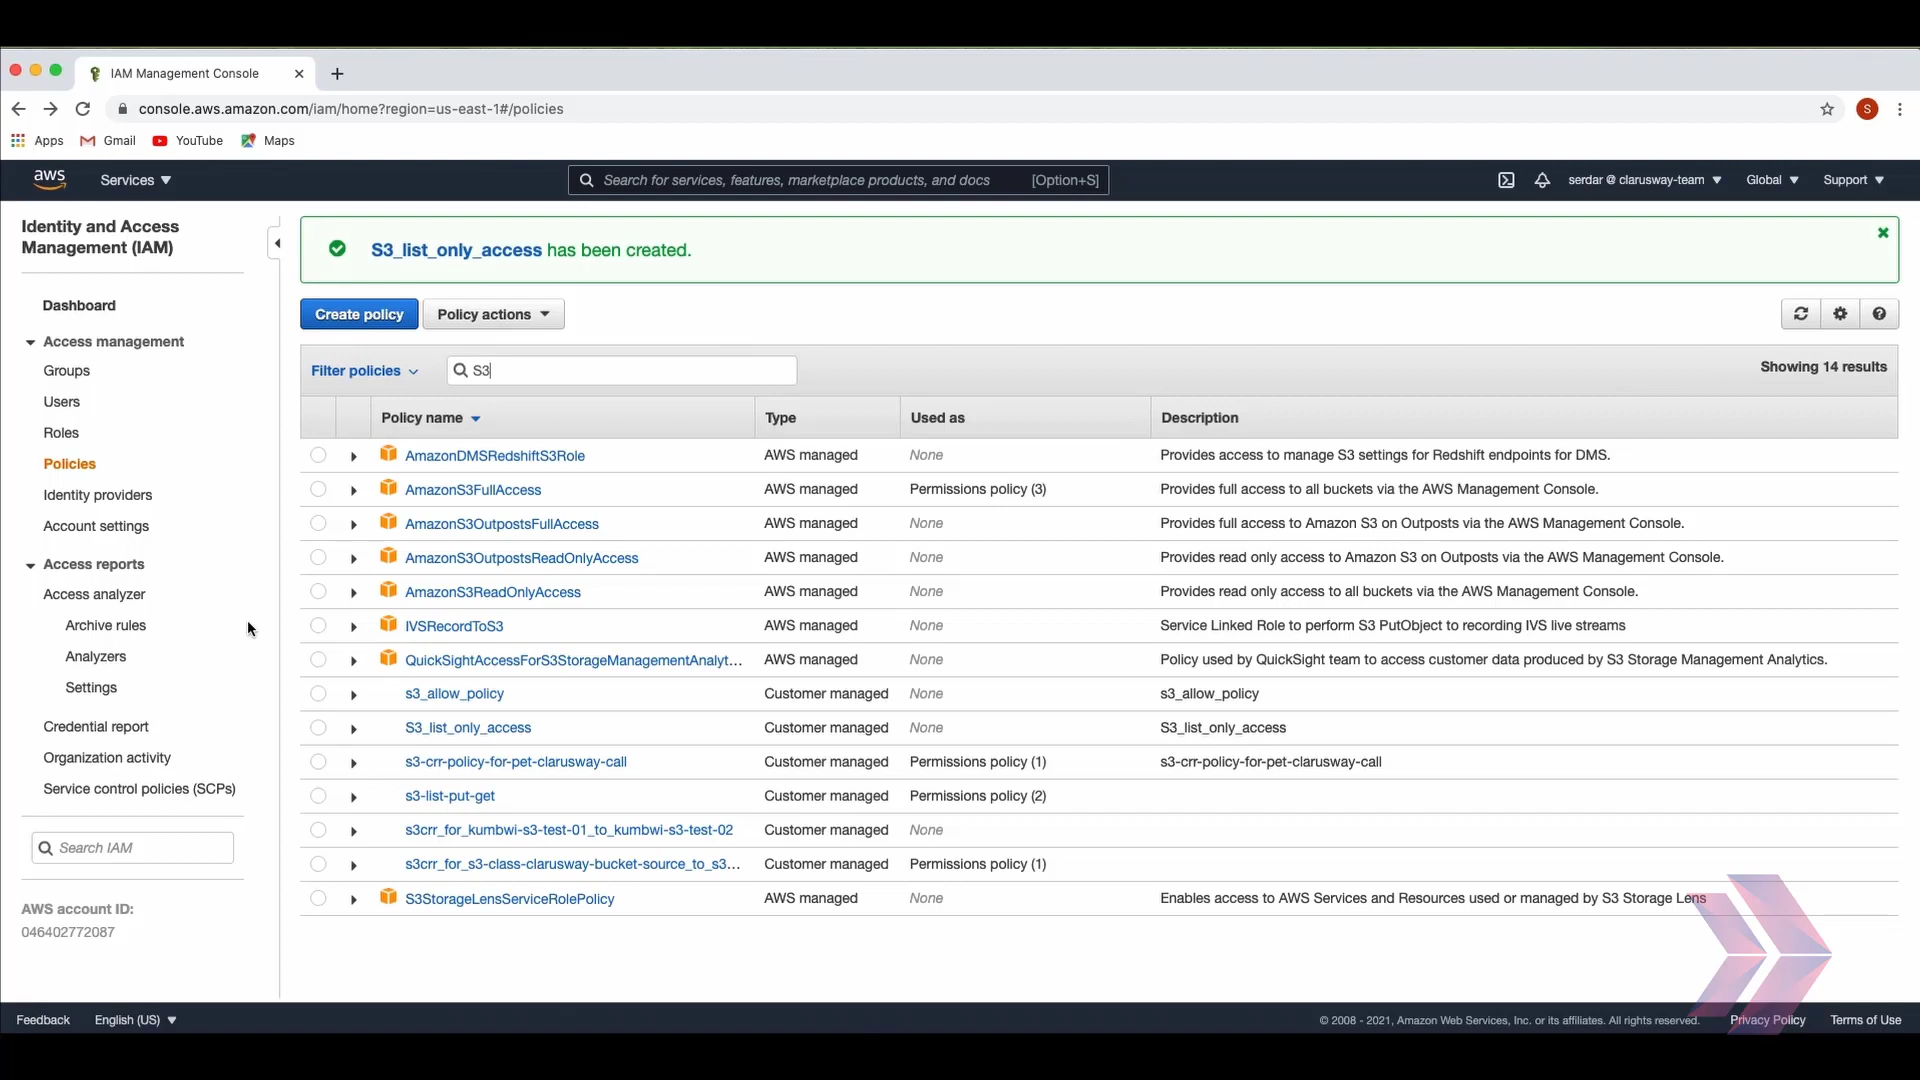 IAM Management Console
console.aws.amazon.com/iam/home?region=us-east-1#/policies
S
Apps Gmail YouTube Maps
aws Services Search for services, features, marketplace products, and docs [Option+S] serdar @ clarusway-team Global Support
Identity and Access
Management (IAM)
Dashboard
Access management
Groups
Users
Roles
Policies
Identity providers
Account settings
Access reports
Access analyzer
Archive rules
Analyzers
Settings
Credential report
Organization activity
Service control policies (SCPs)
Search IAM
AWS account ID:
046402772087
S3_list_only_access has been created.
Create policy Policy actions
Filter policies S3 Showing 14 results
Policy name Type Used as Description
AmazonDMSRedshiftS3Role AWS managed None Provides access to manage S3 settings for Redshift endpoints for DMS.
AmazonS3FullAccess AWS managed Permissions policy (3) Provides full access to all buckets via the AWS Management Console.
AmazonS3OutpostsFullAccess AWS managed None Provides full access to Amazon S3 on Outposts via the AWS Management Console.
AmazonS3OutpostsReadOnlyAccess AWS managed None Provides read only access to Amazon S3 on Outposts via the AWS Management Console.
AmazonS3ReadOnlyAccess AWS managed None Provides read only access to all buckets via the AWS Management Console.
IVSRecordToS3 AWS managed None Service Linked Role to perform S3 PutObject to recording IVS live streams
QuickSightAccessForS3StorageManagementAnalyt... AWS managed None Policy used by QuickSight team to access customer data produced by S3 Storage Management Analytics.
s3_allow_policy Customer managed None s3_allow_policy
S3_list_only_access Customer managed None S3_list_only_access
s3-crr-policy-for-pet-clarusway-call Customer managed Permissions policy (1) s3-crr-policy-for-pet-clarusway-call
s3-list-put-get Customer managed Permissions policy (2)
s3crr_for_kumbwi-s3-test-01_to_kumbwi-s3-test-02 Customer managed None
s3crr_for_s3-class-clarusway-bucket-source_to_s3... Customer managed Permissions policy (1)
S3StorageLensServiceRolePolicy AWS managed None Enables access to AWS Services and Resources used or managed by S3 Storage Lens
Feedback English (US) © 2008 - 2021, Amazon Web Services, Inc. or its affiliates. All rights reserved. Privacy Policy Terms of Use